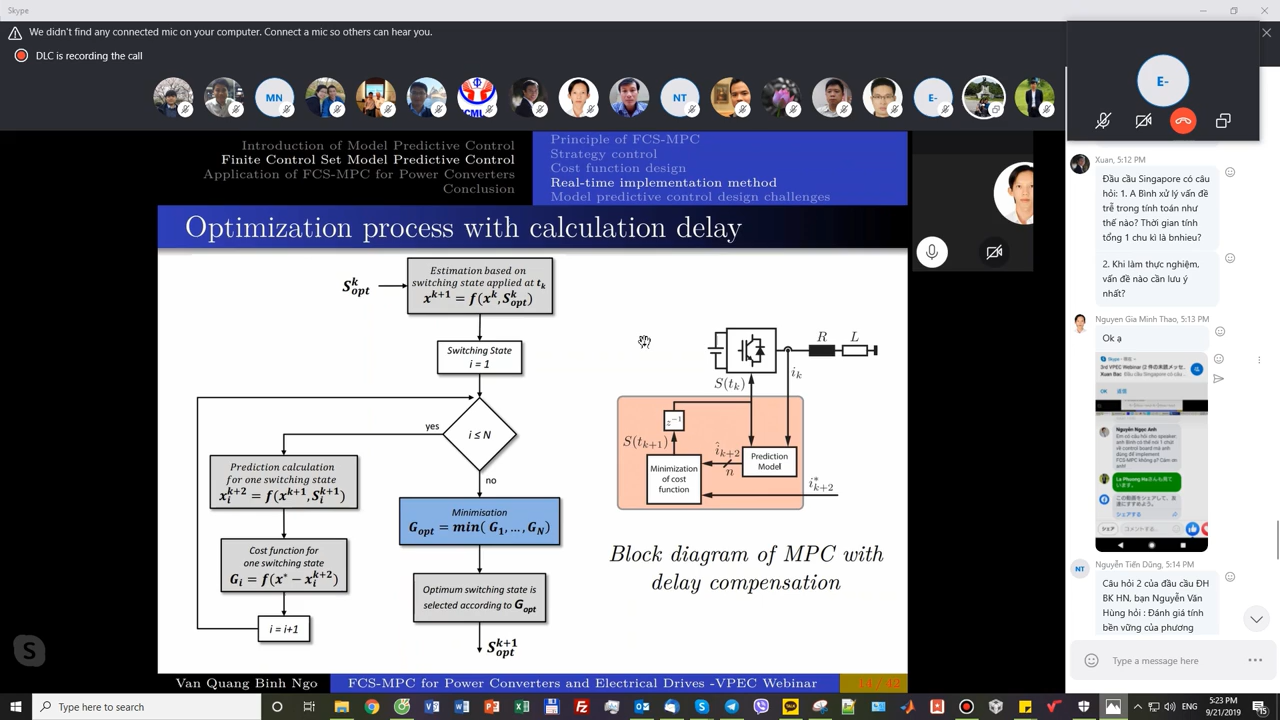 Skype
We didn't find any connected mic on your computer. Connect a mic so others can hear you.
DLC is recording the call
MN
NT
E-
E-
Introduction of Model Predictive Control
Finite Control Set Model Predictive Control
Application of FCS-MPC for Power Converters
Conclusion
Principle of FCS-MPC
Strategy control
Cost function design
Real-time implementation method
Model predictive control design challenges
Optimization process with calculation delay
S^k_opt
Estimation based on
switching state applied at t_k
x^{k+1} = f(x^k, S^k_opt)
Switching State
i = 1
i ≤ N
yes
no
Prediction calculation
for one switching state
x_i^{k+2} = f(x^{k+1}, S_i^{k+1})
Cost function for
one switching state
G_i = f(x* − x_i^{k+2})
i = i+1
Minimisation
G_opt = min( G_1, ..., G_N)
Optimum switching state is
selected according to G_opt
S^{k+1}_opt
R
L
S(t_k)
i_k
z^{-1}
S(t_{k+1})
î_{k+2}
n
Minimization
of cost
function
Prediction
Model
i*_{k+2}
Block diagram of MPC with
delay compensation
Van Quang Binh Ngo
FCS-MPC for Power Converters and Electrical Drives -VPEC Webinar
14 / 42
Xuan, 5:12 PM
Đầu cầu Singapore có câu
hỏi: 1. A Bình xử lý vấn đề
trễ trong tính toán như
thế nào? Thời gian tính
tổng 1 chu kì là bnhieu?
2. Khi làm thực nghiệm,
vấn đề nào cần lưu ý
nhất?
Nguyen Gia Minh Thao, 5:13 PM
Ok ạ
3rd VPEC Webinar
Nguyễn Ngọc Anh
NT
Nguyễn Tiến Dũng, 5:14 PM
Câu hỏi 2 của đầu cầu ĐH
BK HN, bạn Nguyễn Văn
Hùng hỏi : Đánh giá tính
bền vững của phương
Type a message here
Type here to search
5:23 PM
9/21/2019